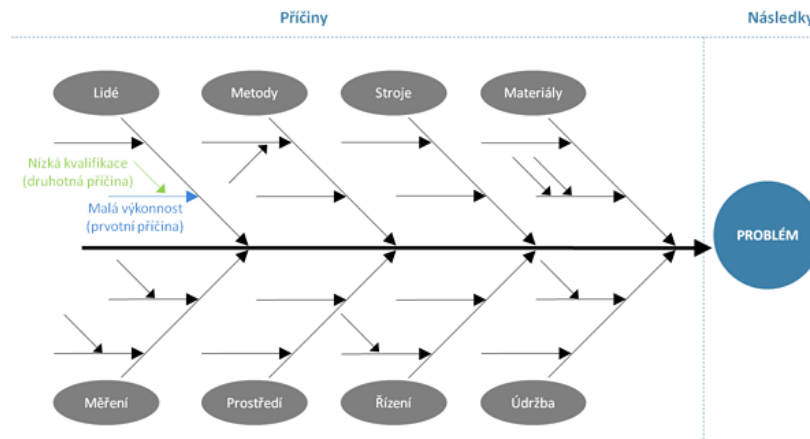 Příčiny
Následky
Lidé
Metody
Stroje
Materiály
Nízká kvalifikace
(druhotná příčina)
Malá výkonnost
(prvotní příčina)
PROBLÉM
Měření
Prostředí
Řízení
Údržba